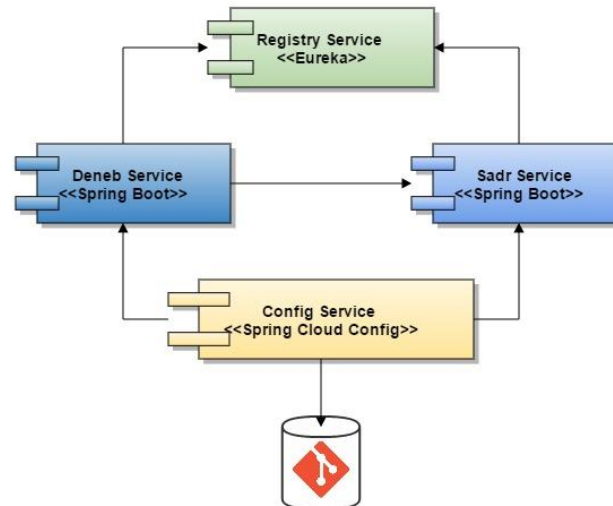 Registry Service
<<Eureka>>
Deneb Service
<<Spring Boot>>
Sadr Service
<<Spring Boot>>
Config Service
<<Spring Cloud Config>>